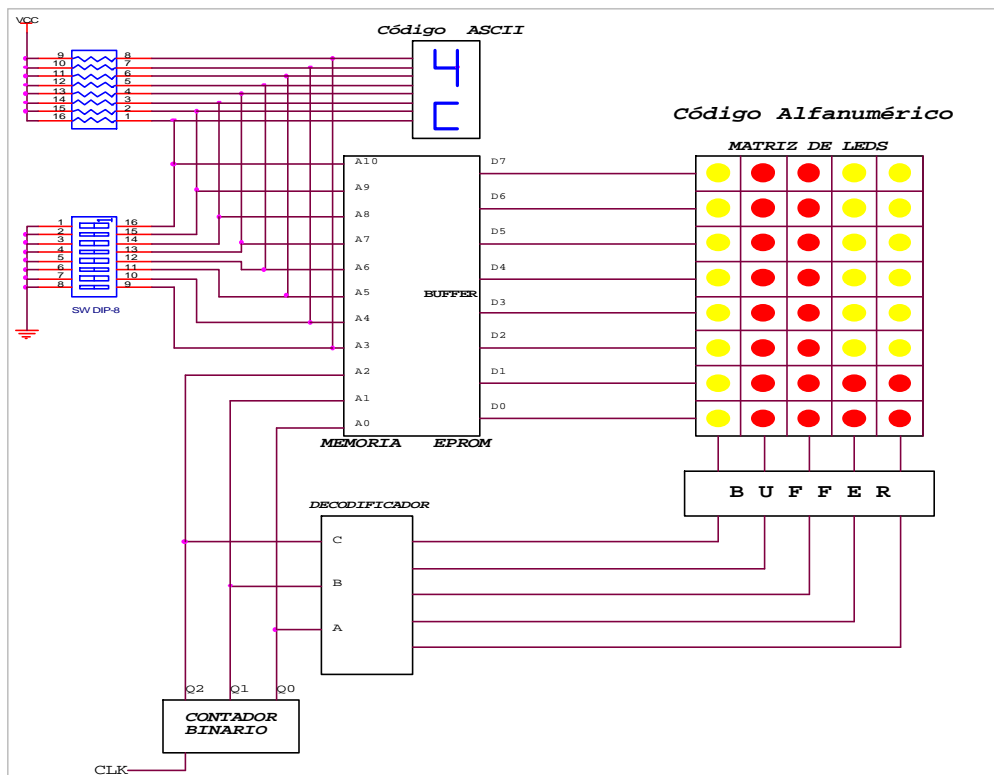 VCC
Código ASCII
9 8
10 7
11 6
12 5
13 4
14 3
15 2
16 1
4
C
Código Alfanumérico
MATRIZ DE LEDS
A10 D7
A9 D6
A8 D5
A7 D4
A6 D3
A5 BUFFER D2
A4 D1
A3 D0
A2
A1
A0
1 16
2 15
3 14
4 13
5 12
6 11
7 10
8 9
SW DIP-8
MEMORIA EPROM
BUFFER
DECODIFICADOR
C
B
A
Q2 Q1 Q0
CONTADOR
BINARIO
CLK